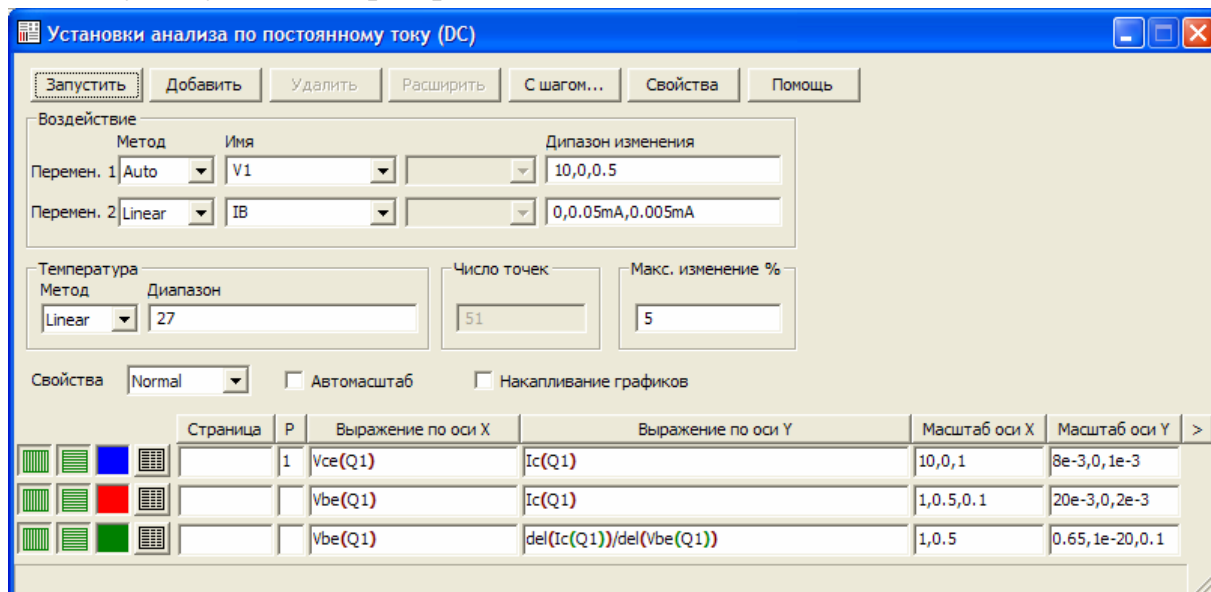 Установки анализа по постоянному току (DC)
Запустить Добавить Удалить Расширить С шагом... Свойства Помощь
Воздействие
Метод Имя Дипазон изменения
Перемен. 1 Auto V1 10,0,0.5
Перемен. 2 Linear IB 0,0.05mA,0.005mA
Температура Число точек Макс. изменение %
Метод Диапазон
Linear 27 51 5
Свойства Normal Автомасштаб Накапливание графиков
Страница P Выражение по оси X Выражение по оси Y Масштаб оси X Масштаб оси Y >
1 Vce(Q1) Ic(Q1) 10,0,1 8e-3,0,1e-3
Vbe(Q1) Ic(Q1) 1,0.5,0.1 20e-3,0,2e-3
Vbe(Q1) del(Ic(Q1))/del(Vbe(Q1)) 1,0.5 0.65,1e-20,0.1